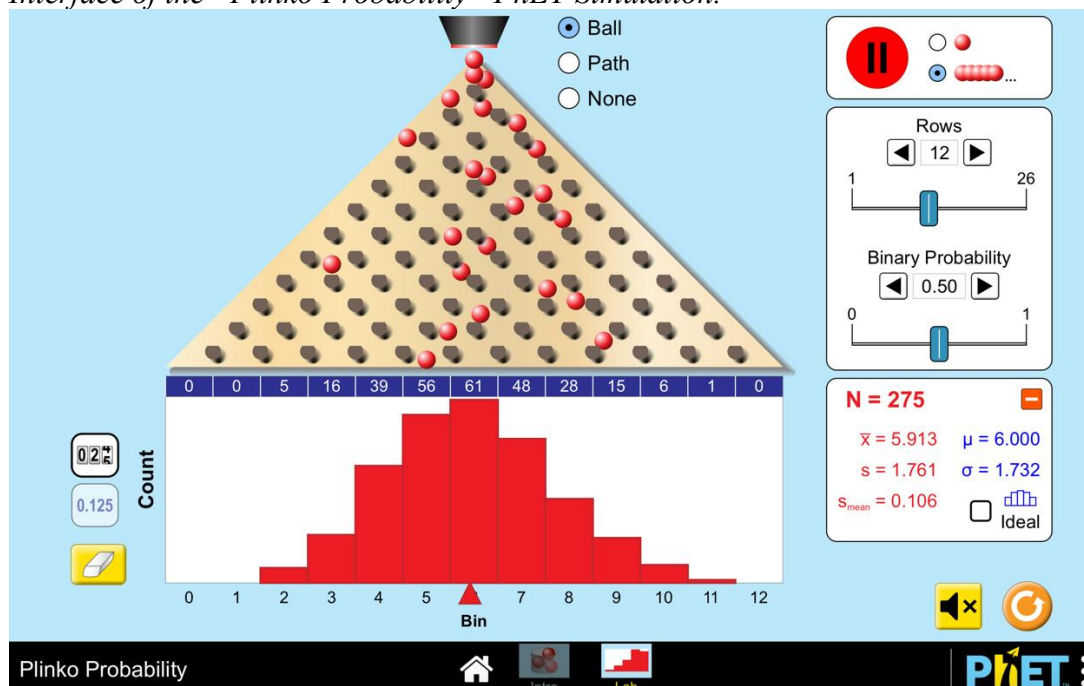 Interface of the "Plinko Probability" PhET Simulation.
Ball
Path
None
...
Rows
12
1 26
Binary Probability
0.50
0 1
0 0 5 16 39 56 61 48 28 15 6 1 0
N = 275
x̅ = 5.913 μ = 6.000
s = 1.761 σ = 1.732
s_mean = 0.106
Ideal
0.125
Count
0 1 2 3 4 5 7 8 9 10 11 12
Bin
Plinko Probability
Lab
PhET